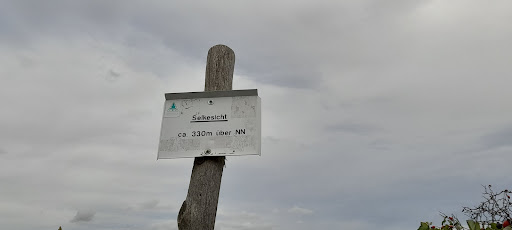 Selkesicht
ca. 330m über NN